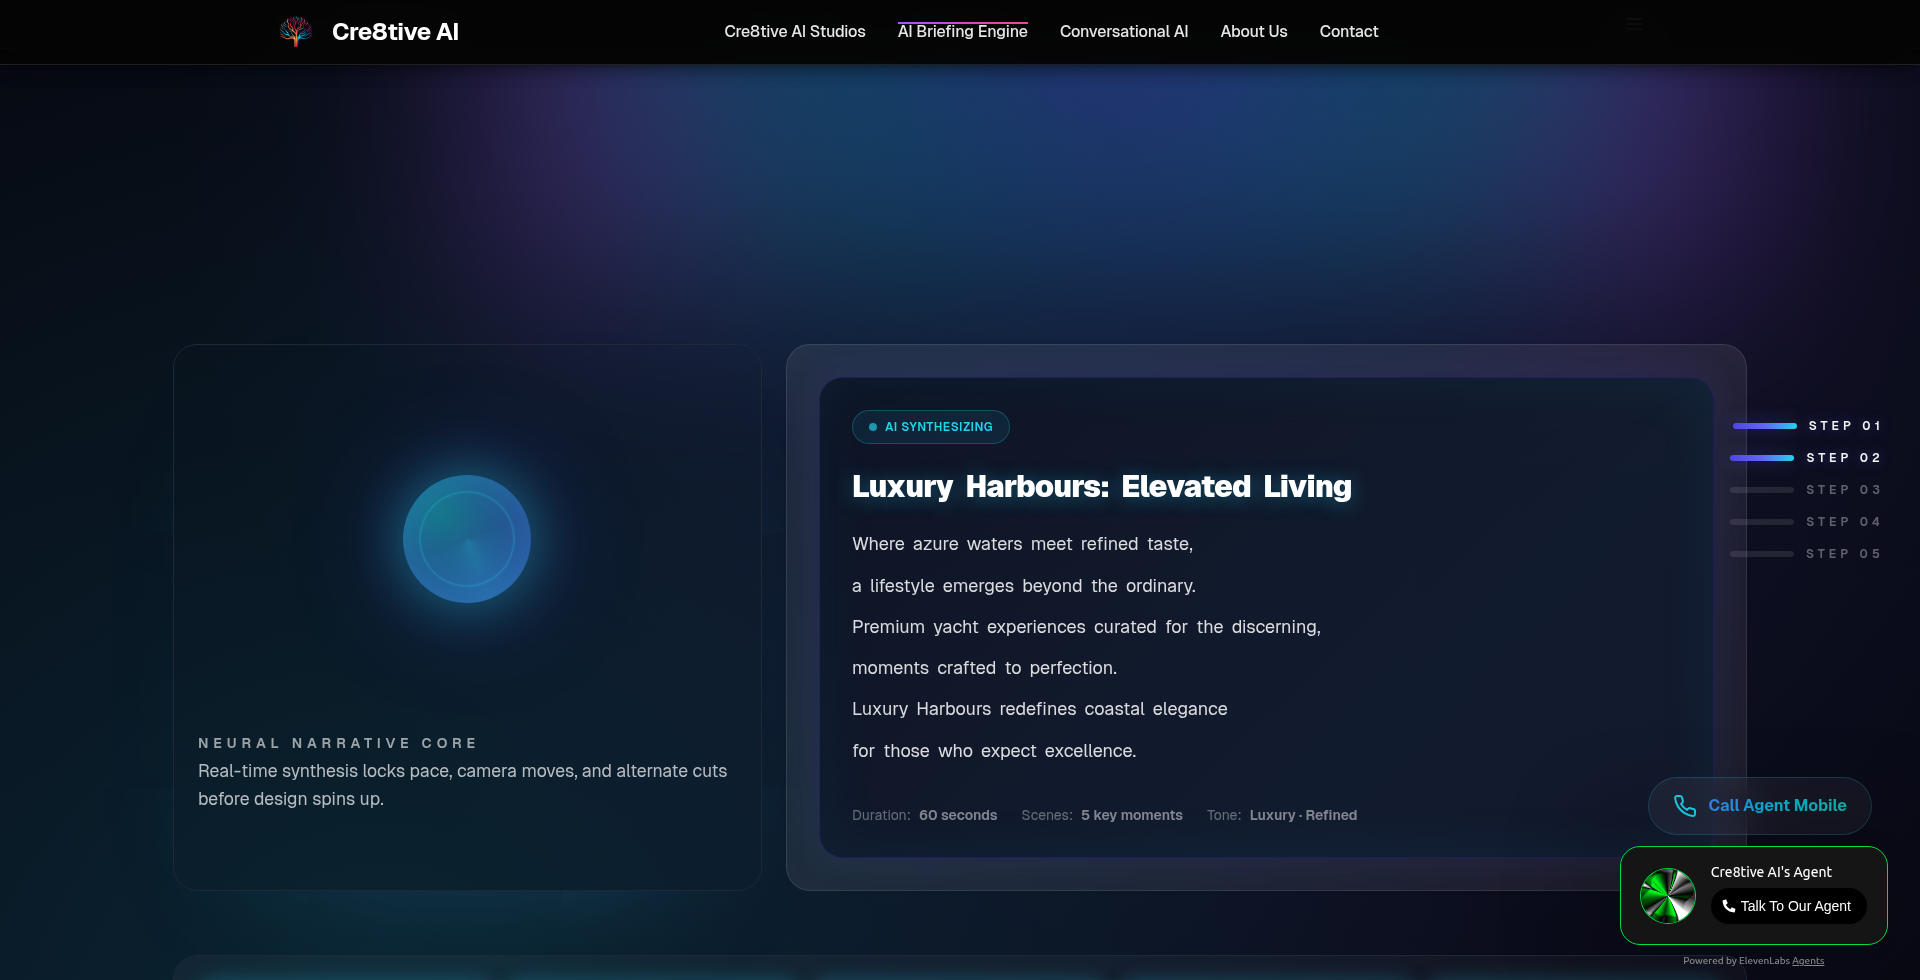 Cre8tive AI
Cre8tive AI Studios
AI Briefing Engine
Conversational AI
About Us
Contact
NEURAL NARRATIVE CORE
Real-time synthesis locks pace, camera moves, and alternate cuts
before design spins up.
AI SYNTHESIZING
Luxury Harbours: Elevated Living
Where azure waters meet refined taste,
a lifestyle emerges beyond the ordinary.
Premium yacht experiences curated for the discerning,
moments crafted to perfection.
Luxury Harbours redefines coastal elegance
for those who expect excellence.
Duration: 60 seconds
Scenes: 5 key moments
Tone: Luxury · Refined
STEP 01
STEP 02
STEP 03
STEP 04
STEP 05
Call Agent Mobile
Cre8tive AI's Agent
Talk To Our Agent
Powered by ElevenLabs Agents